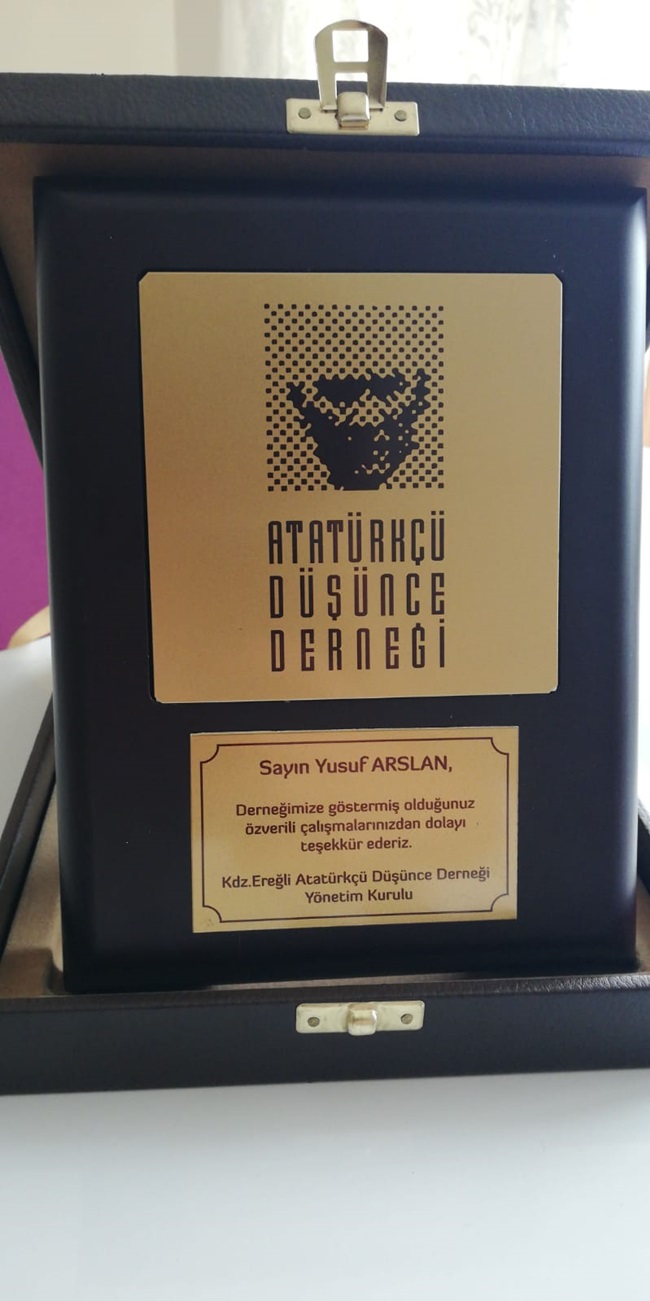 ATATÜRKÇÜ
DÜŞÜNCE
DERNEĞİ
Sayın Yusuf ARSLAN,
Derneğimize göstermiş olduğunuz
özverili çalışmalarınızdan dolayı
teşekkür ederiz.
Kdz.Ereğli Atatürkçü Düşünce Derneği
Yönetim Kurulu